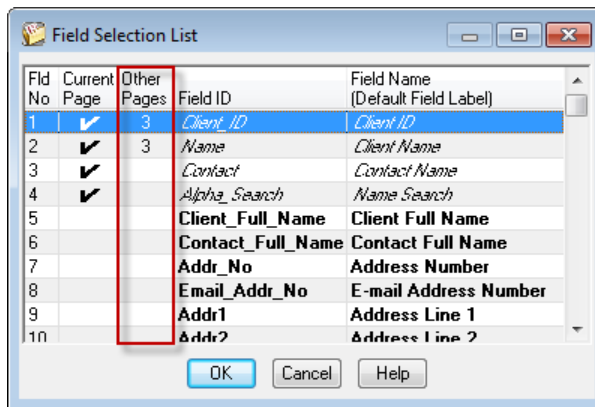 Field Selection List
Fld No Current Page Other Pages Field ID Field Name (Default Field Label)
1 ✔ 3 Client_ID Client ID
2 ✔ 3 Name Client Name
3 ✔ Contact Contact Name
4 ✔ Alpha_Search Name Search
5 Client_Full_Name Client Full Name
6 Contact_Full_Name Contact Full Name
7 Addr_No Address Number
8 Email_Addr_No E-mail Address Number
9 Addr1 Address Line 1
10 Addr2 Address Line 2
OK Cancel Help